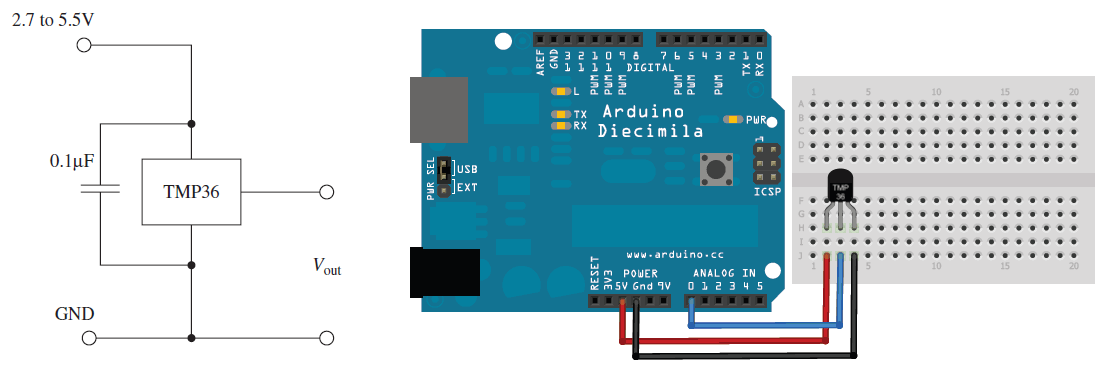 2.7 to 5.5V
0.1µF
TMP36
Vout
GND
AREF
GND
13
12
11
10
9
8
7
6
5
4
3
2
1
0
DIGITAL
PWM
PWM
PWM
PWM
PWM
PWM
TX
RX
L
TX
RX
Arduino
Diecimila
PWR
1
PWR SEL
USB
EXT
ICSP
www.arduino.cc
RESET
3V3
5V
Gnd
9V
POWER
ANALOG IN
0 1 2 3 4 5
1 5 10 15 20
A
B
C
D
E
TMP
36
F
G
H
I
J
1 5 10 15 20